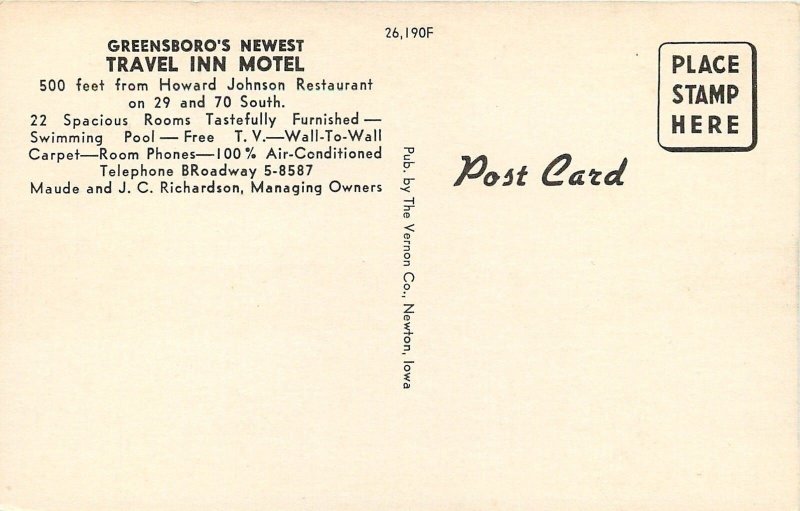 26,190F
GREENSBORO'S NEWEST
TRAVEL INN MOTEL
500 feet from Howard Johnson Restaurant
on 29 and 70 South.
22 Spacious Rooms Tastefully Furnished—
Swimming Pool—Free T. V.—Wall-To-Wall
Carpet—Room Phones—100% Air-Conditioned
Telephone BRoadway 5-8587
Maude and J. C. Richardson, Managing Owners
Pub. by The Vernon Co., Newton, Iowa
Post Card
PLACE
STAMP
HERE